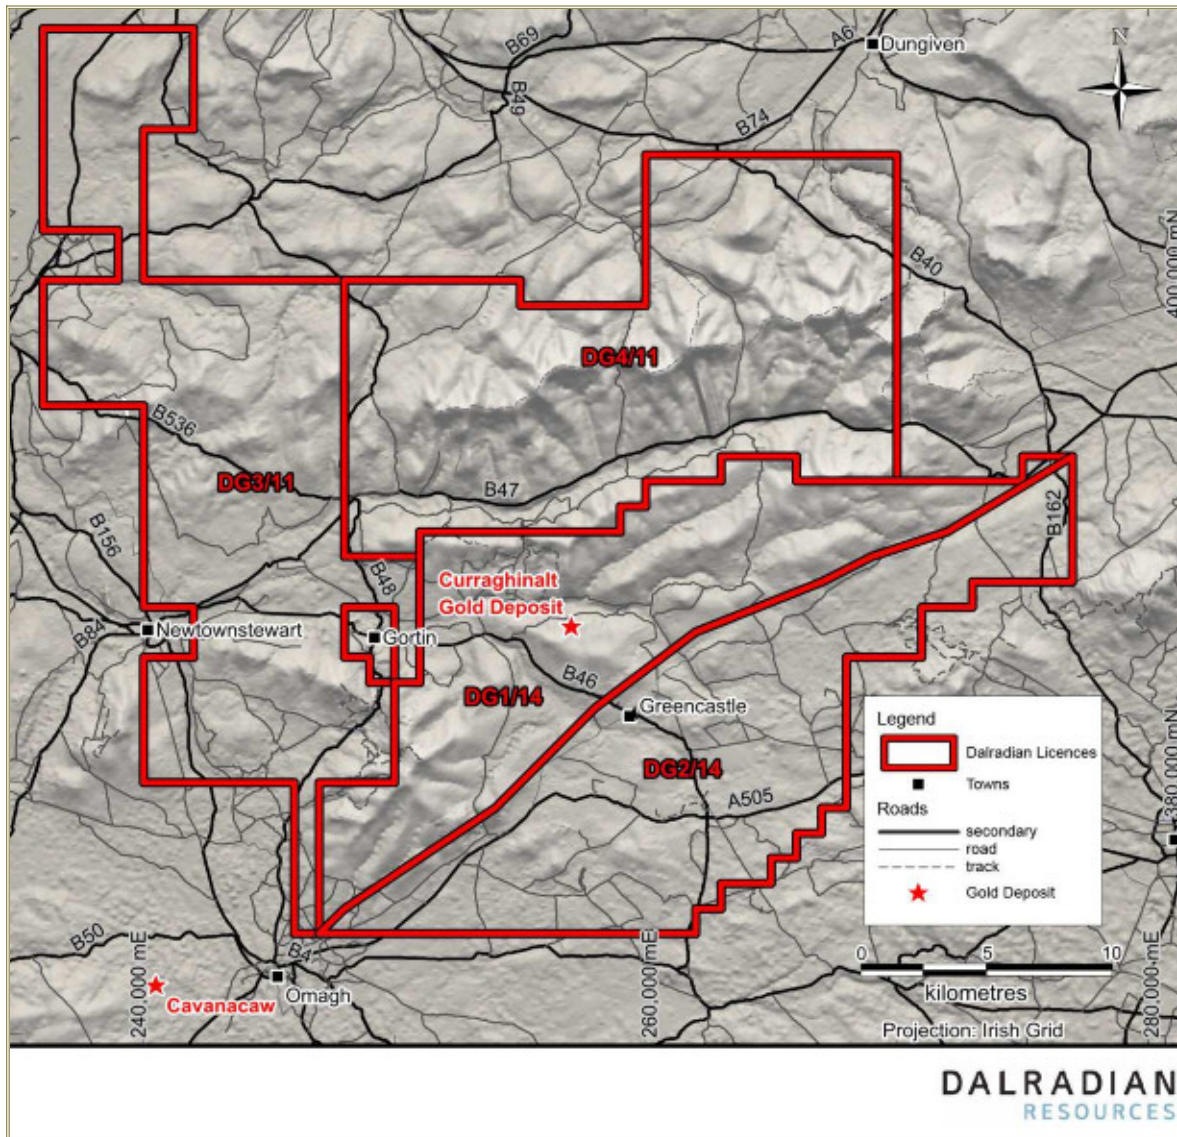 B69
A6
Dungiven
N
B49
B74
B40
400,000 mN
DG4/11
B536
DG3/11
B47
B162
B156
B48
Curraghinalt
Gold Deposit
B84
Newtownstewart
Gortin
B46
DG1/14
Greencastle
DG2/14
A505
380,000 mN
Legend
Dalradian Licences
Towns
Roads
secondary
road
track
Gold Deposit
B50
B4
240,000 mE
260,000 mE
280,000 mE
Omagh
Cavanacaw
0 5 10
kilometres
Projection: Irish Grid
DALRADIAN
RESOURCES